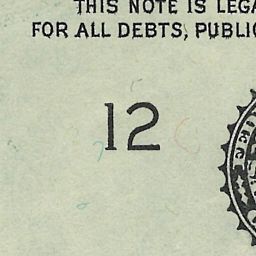 THIS NOTE IS LEGA
FOR ALL DEBTS, PUBLIC
12